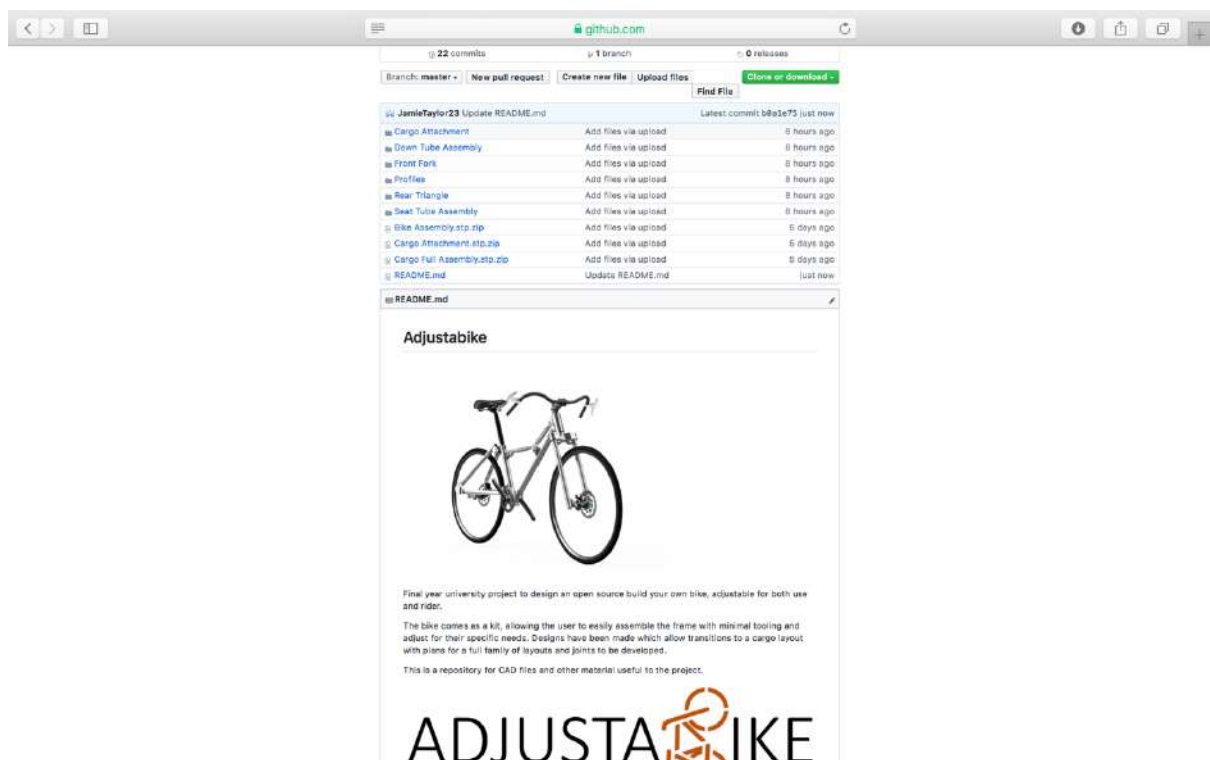 github.com
22 commits 1 branch 0 releases
Branch: master New pull request Create new file Upload files Find File Clone or download
JamieTaylor23 Update README.md Latest commit just now
Cargo Attachment Add files via upload 6 hours ago
Down Tube Assembly Add files via upload 6 hours ago
Front Fork Add files via upload 6 hours ago
Profiles Add files via upload 6 hours ago
Rear Triangle Add files via upload 6 hours ago
Seat Tube Assembly Add files via upload 6 hours ago
Bike Assembly.stp.zip Add files via upload 5 days ago
Cargo Attachment.stp.zip Add files via upload 5 days ago
Cargo Full Assembly.stp.zip Add files via upload 5 days ago
README.md Update README.md just now
README.md
Adjustabike
Final year university project to design an open source build your own bike, adjustable for both use
and rider.
The bike comes as a kit, allowing the user to easily assemble the frame with minimal tooling and
adjust for their specific needs. Designs have been made which allow transitions to a cargo layout
with plans for a full family of layouts and joints to be developed.
This is a repository for CAD files and other material useful to the project.
ADJUSTABIKE